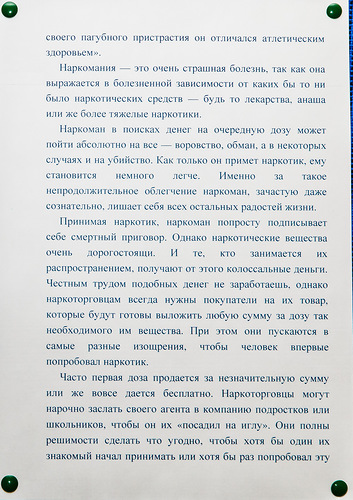 своего пагубного пристрастия он отличался атлетическим
здоровьем».
Наркомания — это очень страшная болезнь, так как она
выражается в болезненной зависимости от каких бы то ни
было наркотических средств — будь то лекарства, анаша
или же более тяжелые наркотики.
Наркоман в поисках денег на очередную дозу может
пойти абсолютно на все — воровство, обман, а в некоторых
случаях и на убийство. Как только он примет наркотик, ему
становится немного легче. Именно за такое
непродолжительное облегчение наркоман, зачастую даже
сознательно, лишает себя всех остальных радостей жизни.
Принимая наркотик, наркоман попросту подписывает
себе смертный приговор. Однако наркотические вещества
очень дорогостоящи. И те, кто занимается их
распространением, получают от этого колоссальные деньги.
Честным трудом подобных денег не заработаешь, однако
наркоторговцам всегда нужны покупатели на их товар,
которые будут готовы выложить любую сумму за дозу так
необходимого им вещества. При этом они пускаются в
самые разные изощрения, чтобы человек впервые
попробовал наркотик.
Часто первая доза продается за незначительную сумму
или же вовсе дается бесплатно. Наркоторговцы могут
нарочно заслать своего агента в компанию подростков или
школьников, чтобы он их «посадил на иглу». Они полны
решимости сделать что угодно, чтобы хотя бы один их
знакомый начал принимать или хотя бы раз попробовал эту